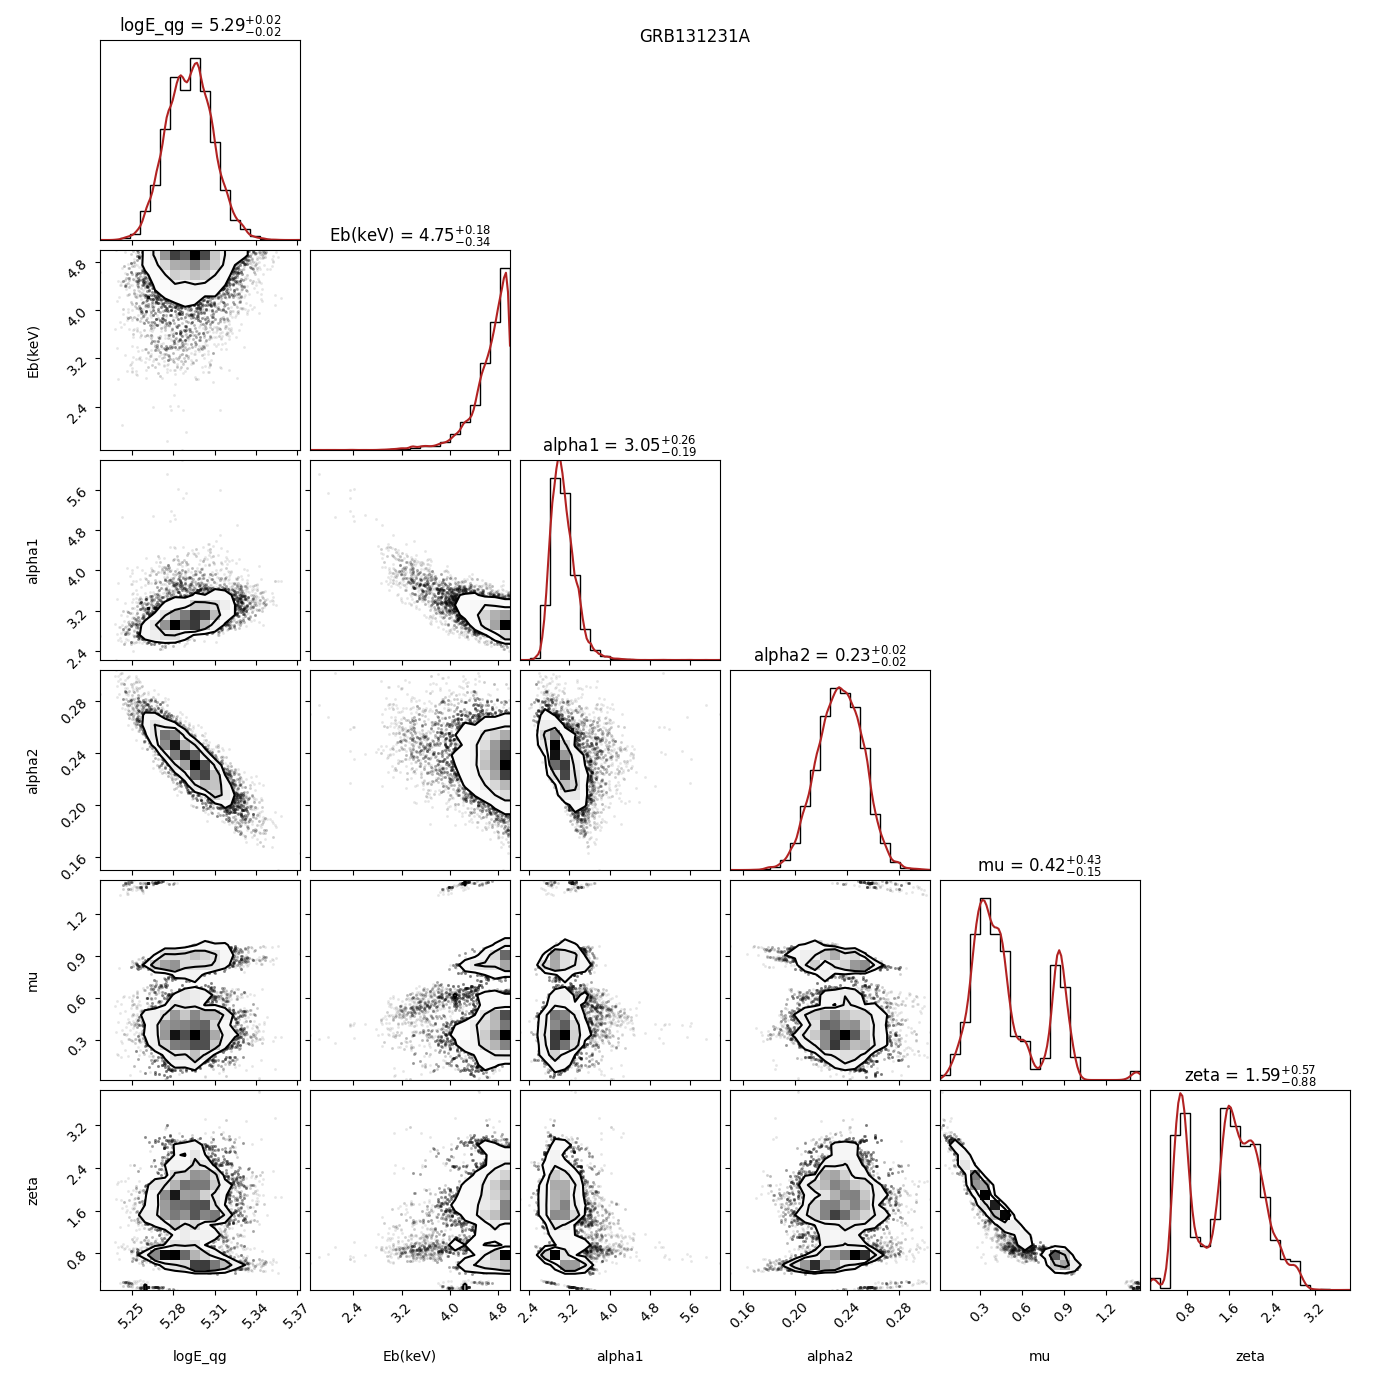 GRB131231A
logE_qg = 5.29+0.02−0.02
Eb(keV) = 4.75+0.18−0.34
4.8
4.0
3.2
2.4
Eb(keV)
alpha1 = 3.05+0.26−0.19
5.6
4.8
4.0
3.2
2.4
alpha1
alpha2 = 0.23+0.02−0.02
0.28
0.24
0.20
0.16
alpha2
mu = 0.42+0.43−0.15
1.2
0.9
0.6
0.3
mu
zeta = 1.59+0.57−0.88
3.2
2.4
1.6
0.8
zeta
5.25 5.28 5.31 5.34 5.37 2.4 3.2 4.0 4.8 2.4 3.2 4.0 4.8 5.6 0.16 0.20 0.24 0.28 0.3 0.6 0.9 1.2 0.8 1.6 2.4 3.2
logE_qg Eb(keV) alpha1 alpha2 mu zeta